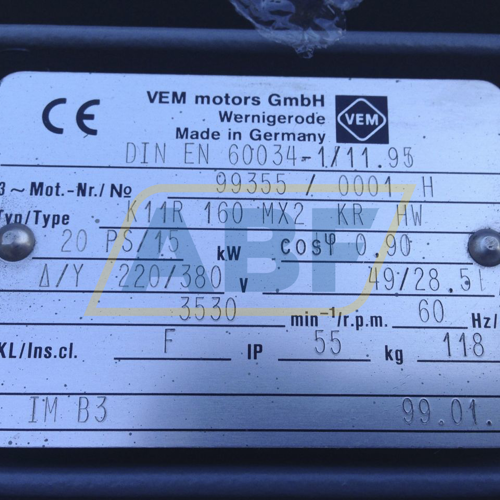 CE
VEM motors GmbH
Wernigerode
Made in Germany
VEM
DIN EN 60034-1/11.95
3~Mot.-Nr./No 99355 / 0001 H
Typ/Type K11R 160 MX2 KR HW
20 PS/15 kW cosφ 0.90
Δ/Y 220/380 V 49/28.5
3530 min⁻¹/r.p.m. 60 Hz/
KL/Ins.cl. F IP 55 kg 118
IM B3 99.01.
ABF